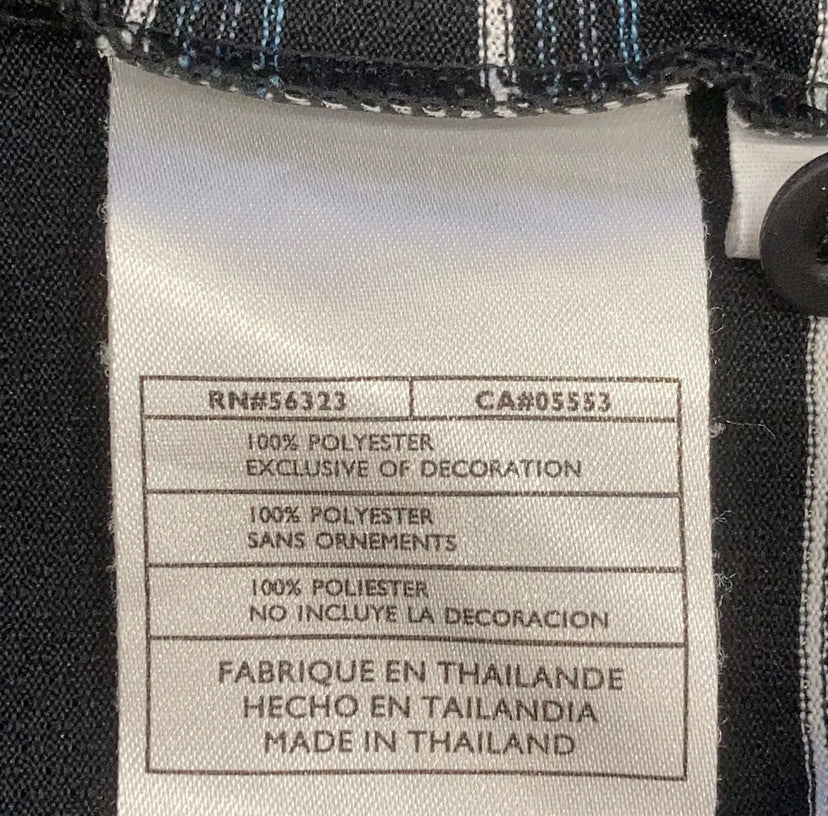 RN#56323 CA#05553
100% POLYESTER
EXCLUSIVE OF DECORATION
100% POLYESTER
SANS ORNEMENTS
100% POLIESTER
NO INCLUYE LA DECORACION
FABRIQUE EN THAILANDE
HECHO EN TAILANDIA
MADE IN THAILAND